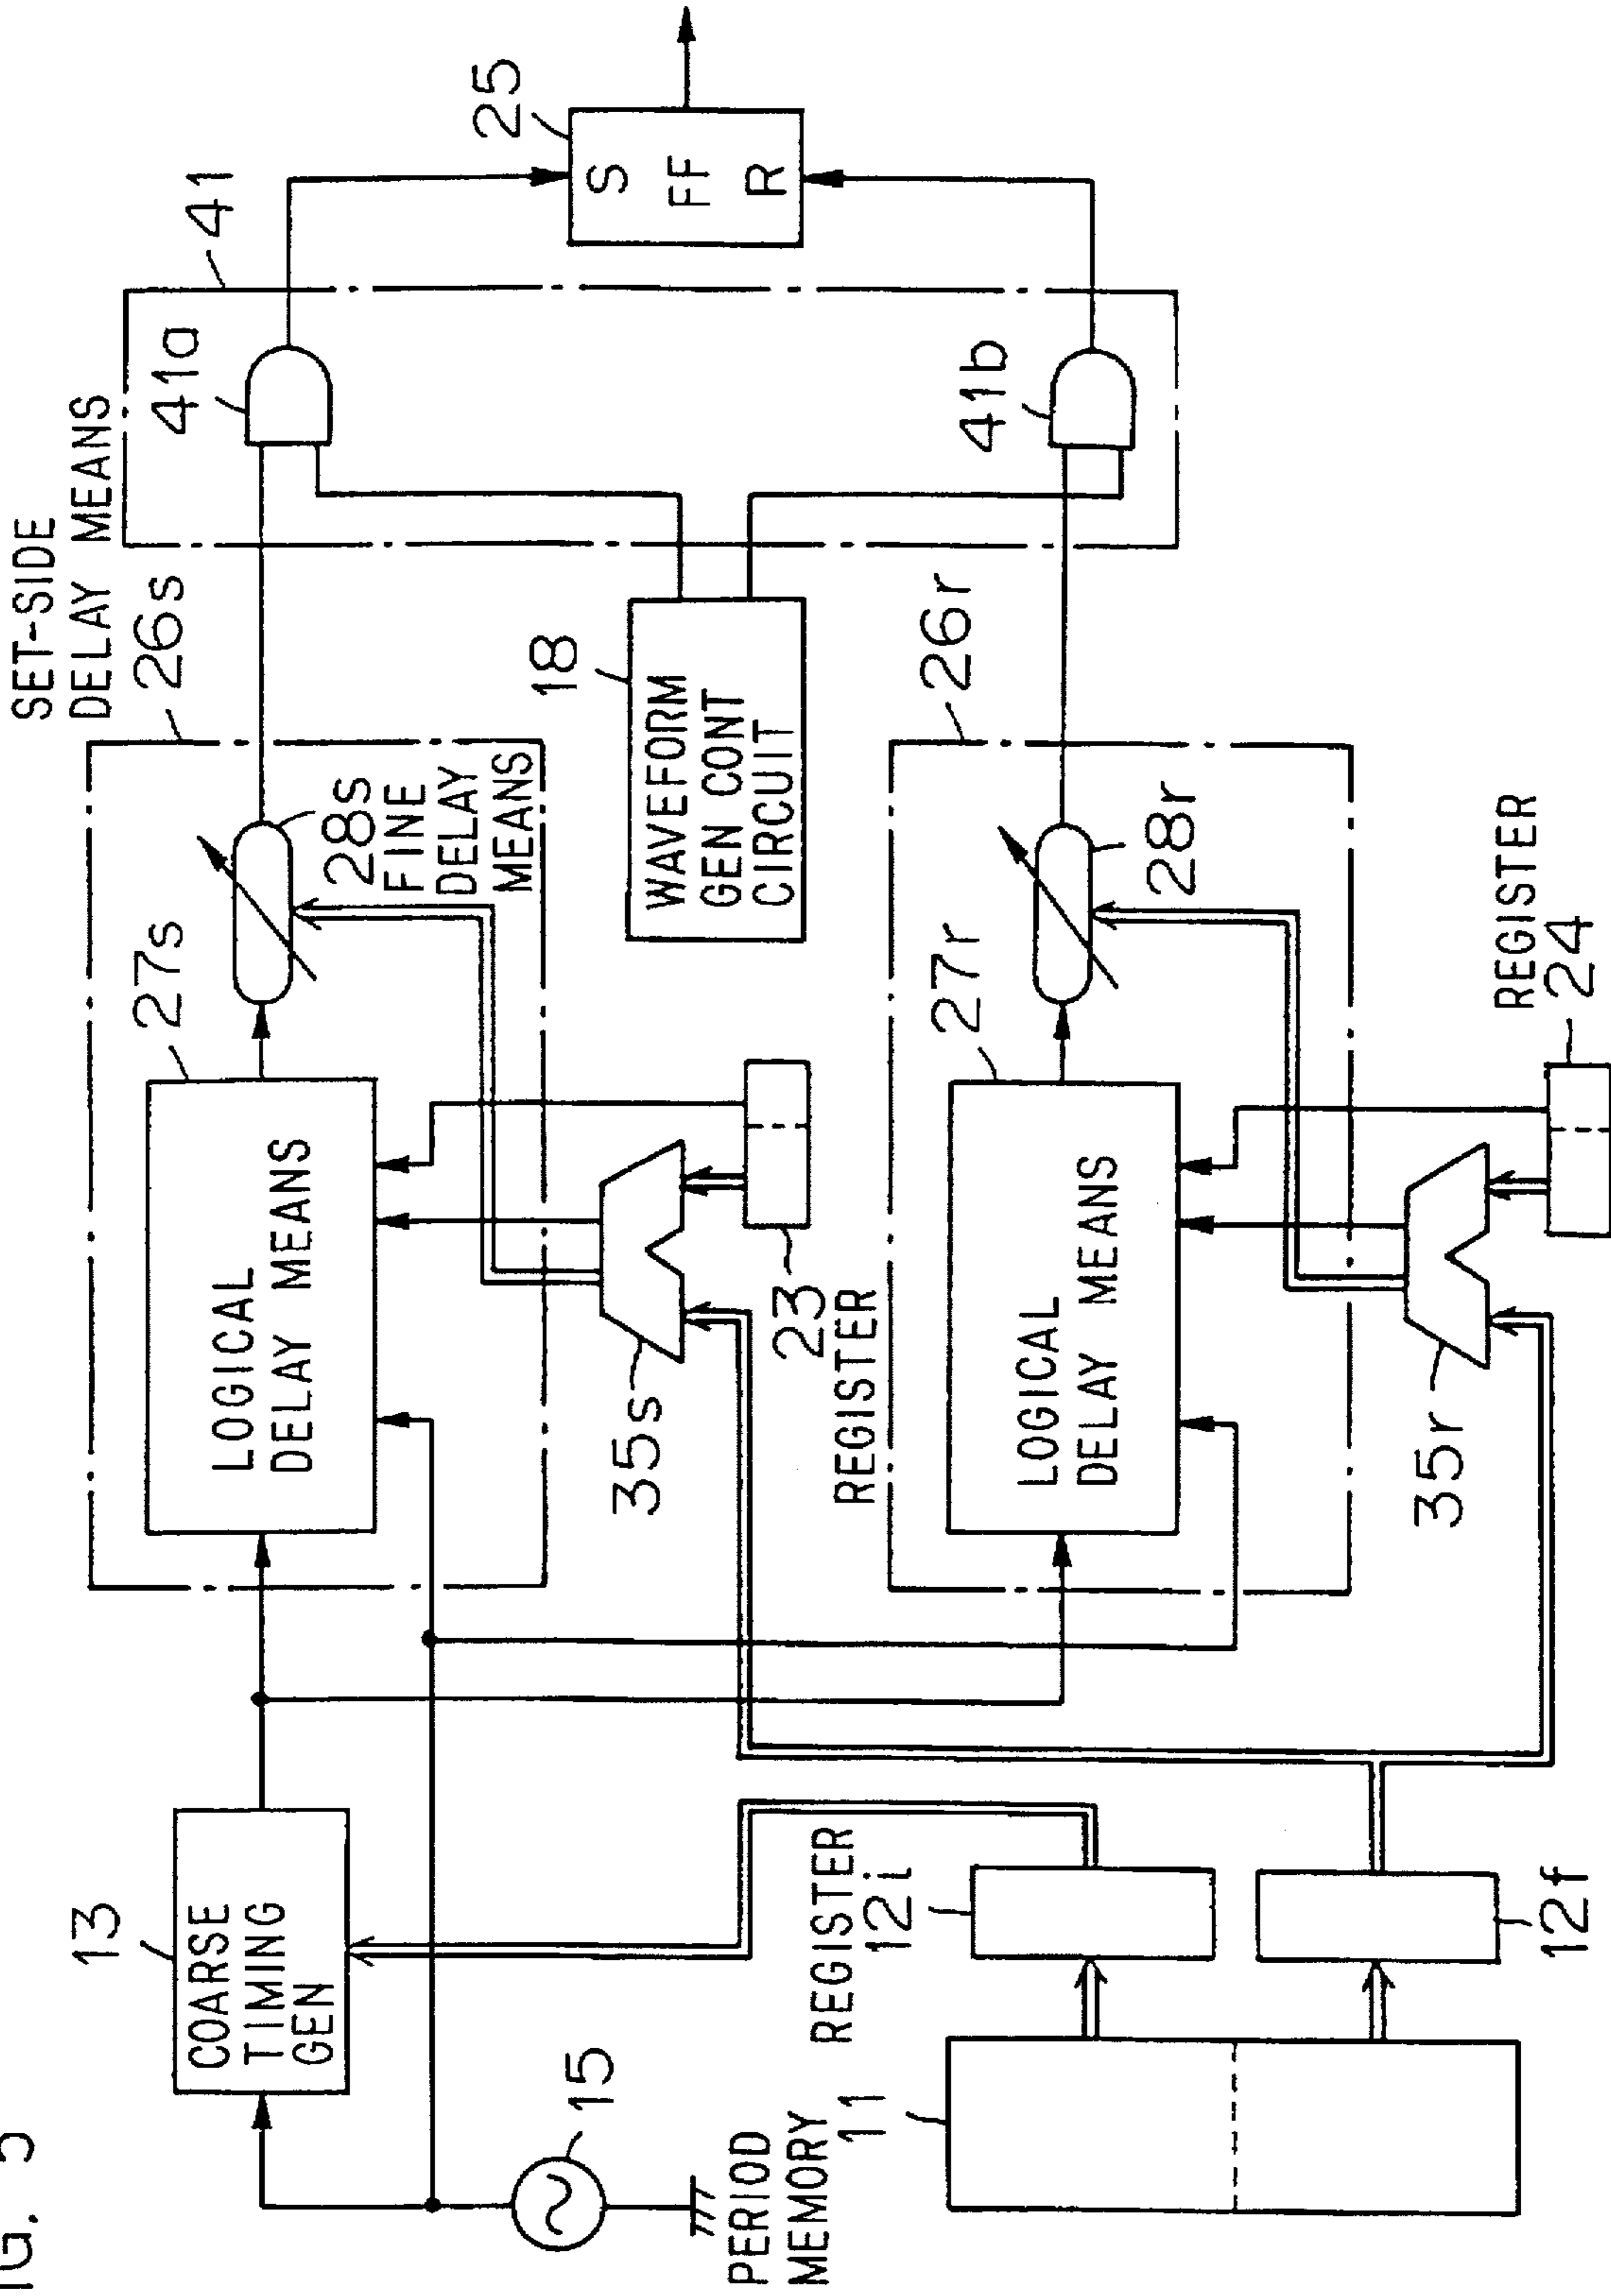 FIG. 5
SET-SIDE
DELAY MEANS
26s
41
41a
25
S
FF
R
41b
13
COARSE
TIMING
GEN
27s
LOGICAL
DELAY MEANS
28s
FINE
DELAY
MEANS
18
WAVEFORM
GEN CONT
CIRCUIT
35s
23
REGISTER
15
26r
27r
LOGICAL
DELAY MEANS
28r
35r
REGISTER
24
PERIOD
MEMORY
11
REGISTER
12i
12f